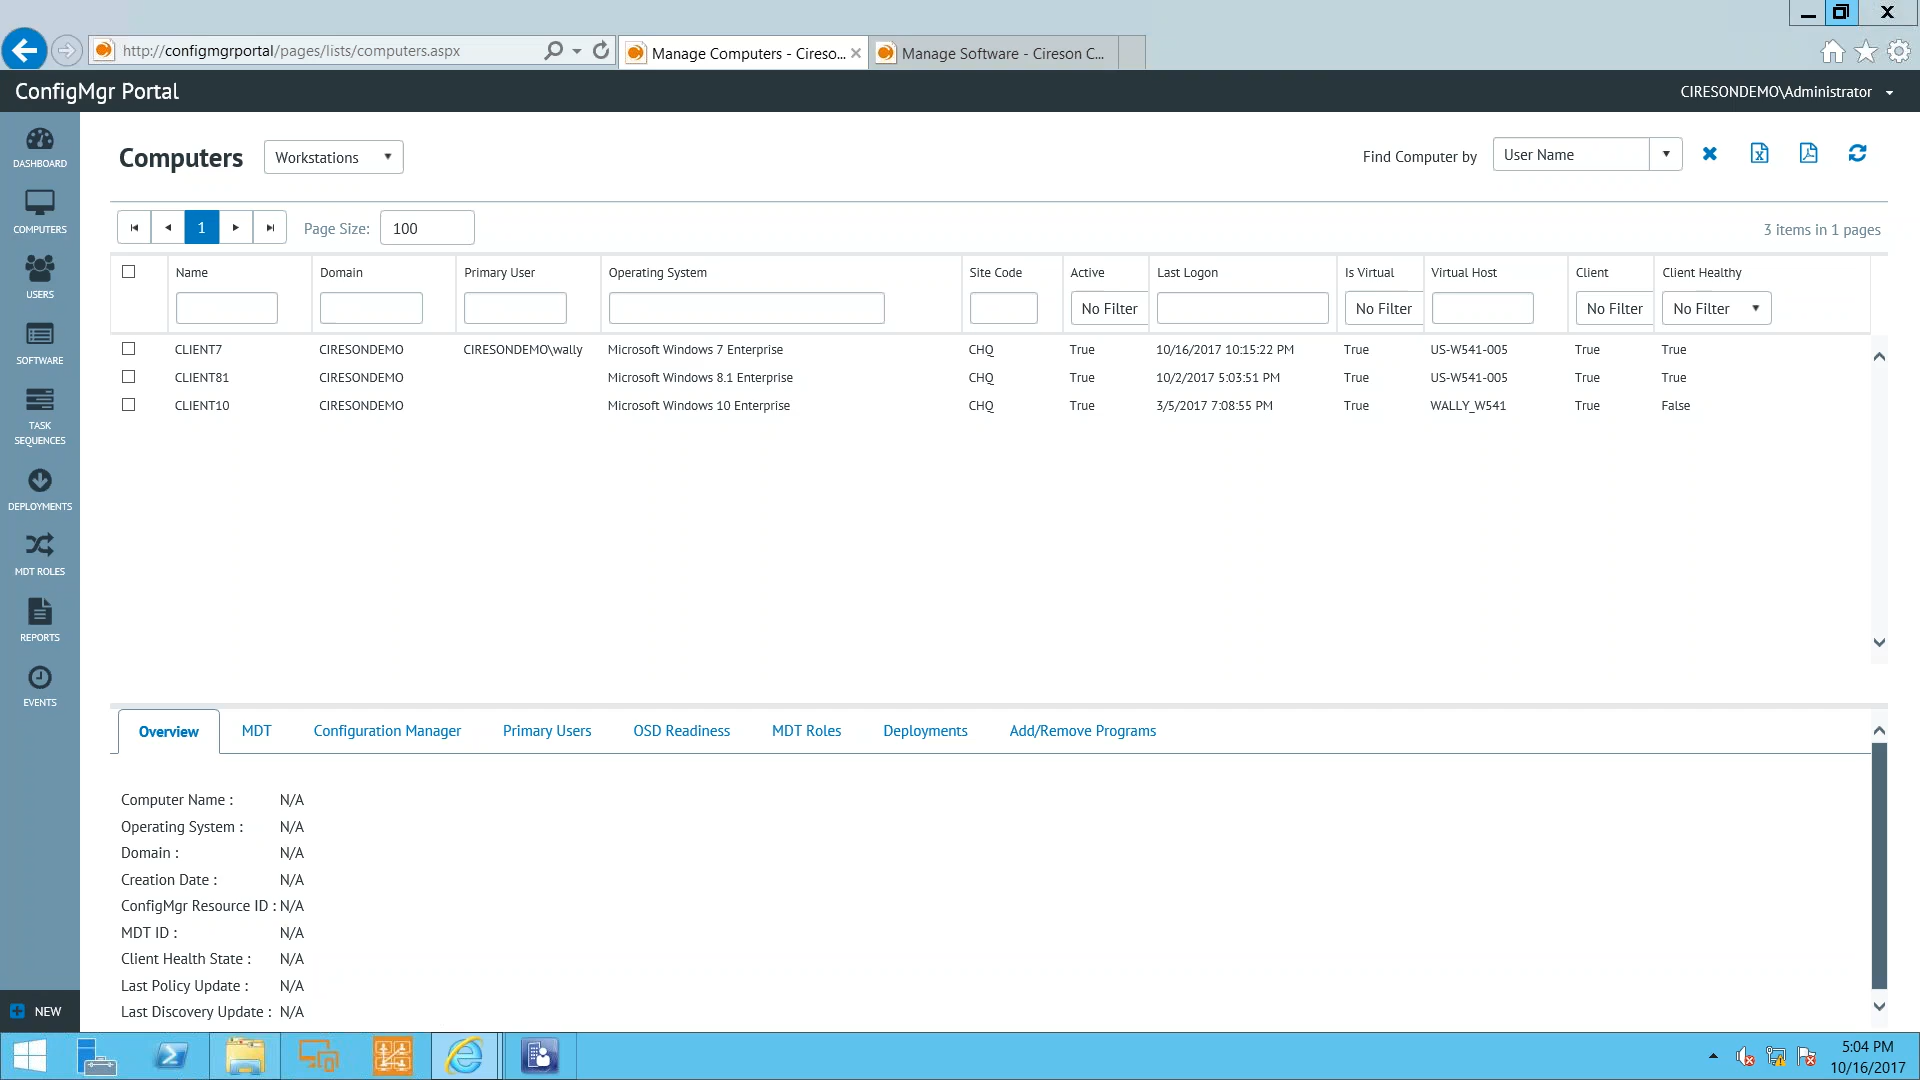 http://configmgrportal/pages/lists/computers.aspx
Manage Computers - Cireso...
Manage Software - Cireson C...
ConfigMgr Portal
CIRESONDEMO\Administrator
DASHBOARD
COMPUTERS
USERS
SOFTWARE
TASK
SEQUENCES
DEPLOYMENTS
MDT ROLES
REPORTS
EVENTS
NEW
Computers
Workstations
Find Computer by
User Name
1
Page Size:
100
3 items in 1 pages
Name Domain Primary User Operating System Site Code Active Last Logon Is Virtual Virtual Host Client Client Healthy
No Filter No Filter No Filter No Filter
CLIENT7 CIRESONDEMO CIRESONDEMO\wally Microsoft Windows 7 Enterprise CHQ True 10/16/2017 10:15:22 PM True US-W541-005 True True
CLIENT81 CIRESONDEMO Microsoft Windows 8.1 Enterprise CHQ True 10/2/2017 5:03:51 PM True US-W541-005 True True
CLIENT10 CIRESONDEMO Microsoft Windows 10 Enterprise CHQ True 3/5/2017 7:08:55 PM True WALLY_W541 True False
Overview MDT Configuration Manager Primary Users OSD Readiness MDT Roles Deployments Add/Remove Programs
Computer Name : N/A
Operating System : N/A
Domain : N/A
Creation Date : N/A
ConfigMgr Resource ID : N/A
MDT ID : N/A
Client Health State : N/A
Last Policy Update : N/A
Last Discovery Update : N/A
5:04 PM
10/16/2017